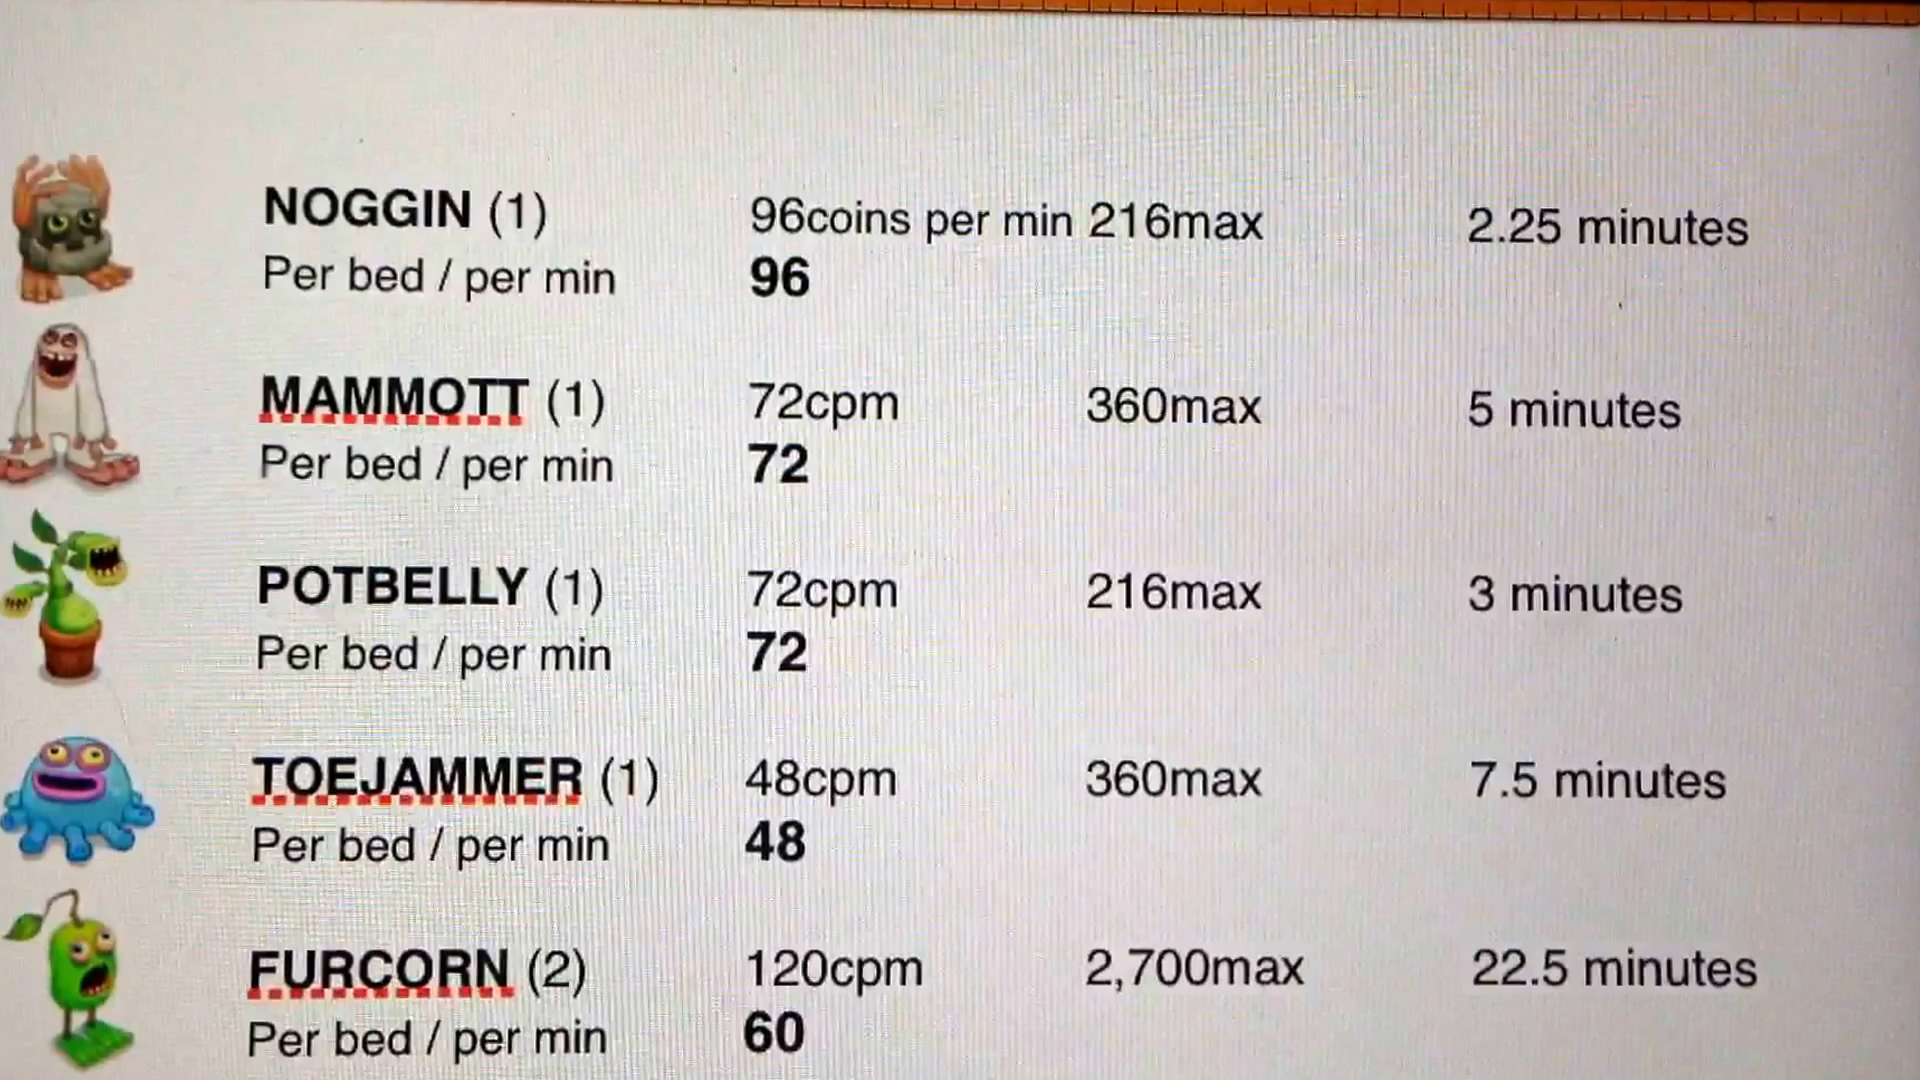 NOGGIN (1) 96coins per min 216max 2.25 minutes
Per bed / per min 96
MAMMOTT (1) 72cpm 360max 5 minutes
Per bed / per min 72
POTBELLY (1) 72cpm 216max 3 minutes
Per bed / per min 72
TOEJAMMER (1) 48cpm 360max 7.5 minutes
Per bed / per min 48
FURCORN (2) 120cpm 2,700max 22.5 minutes
Per bed / per min 60